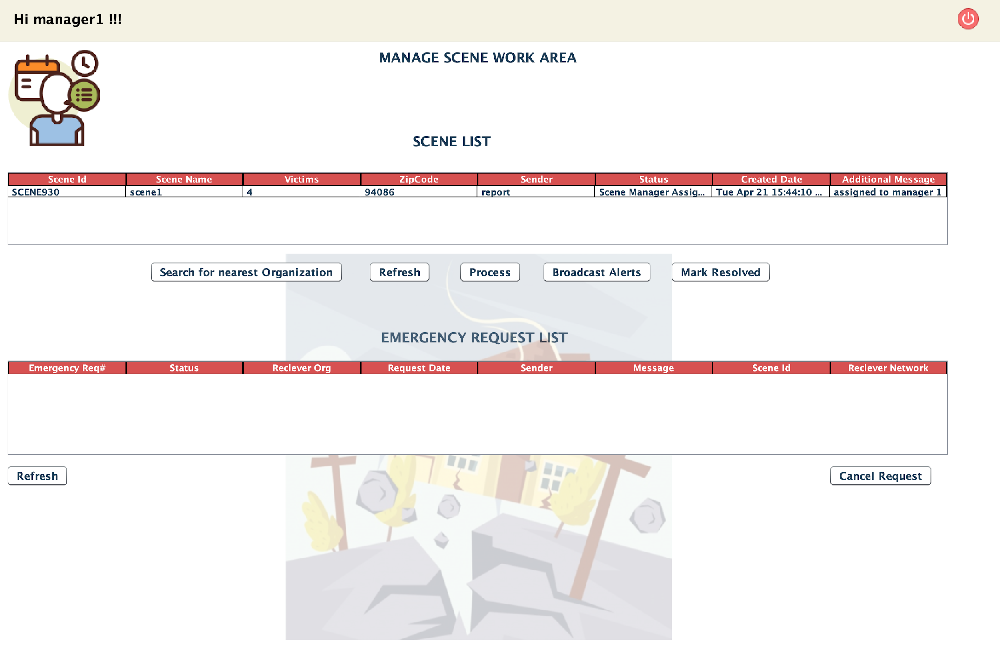 Hi manager1 !!!
MANAGE SCENE WORK AREA
SCENE LIST
Scene Id Scene Name Victims ZipCode Sender Status Created Date Additional Message
SCENE930 scene1 4 94086 report Scene Manager Assig... Tue Apr 21 15:44:10 ... assigned to manager 1
Search for nearest Organization Refresh Process Broadcast Alerts Mark Resolved
EMERGENCY REQUEST LIST
Emergency Req# Status Reciever Org Request Date Sender Message Scene Id Reciever Network
Refresh Cancel Request